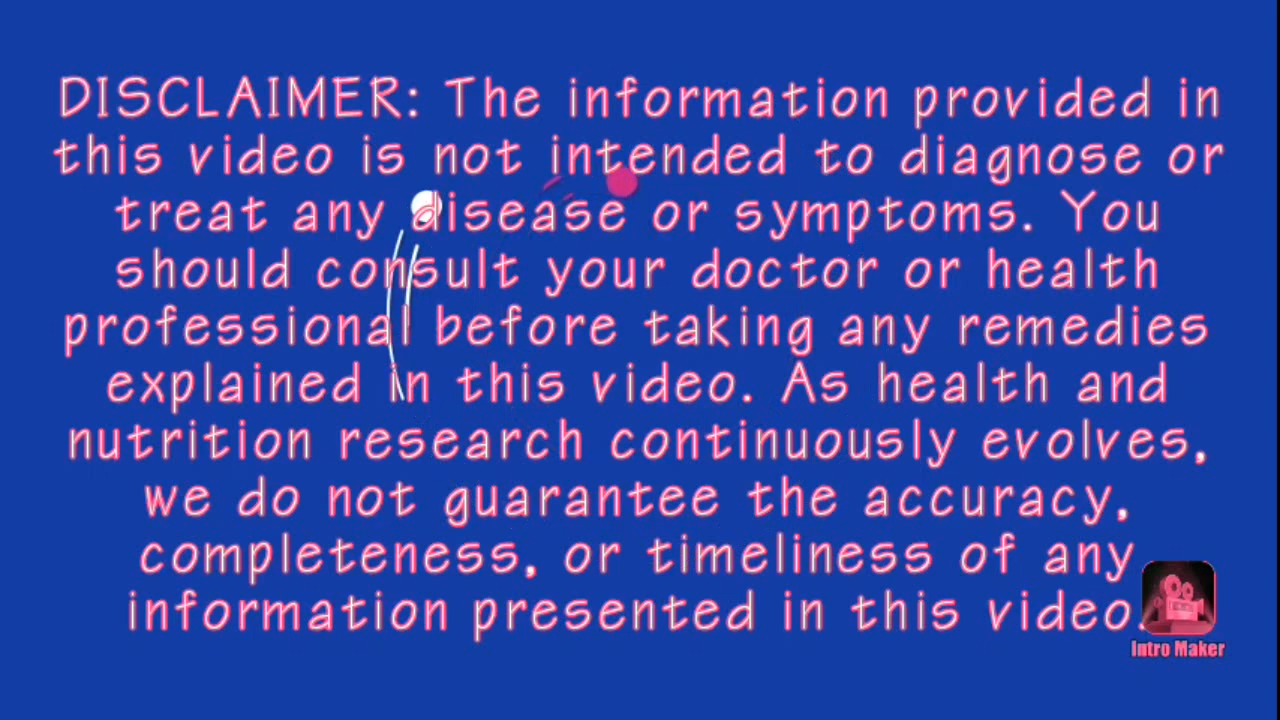 DISCLAIMER: The information provided in
this video is not intended to diagnose or
treat any disease or symptoms. You
should consult your doctor or health
professional before taking any remedies
explained in this video. As health and
nutrition research continuously evolves,
we do not guarantee the accuracy,
completeness, or timeliness of any
information presented in this video.
Intro Maker